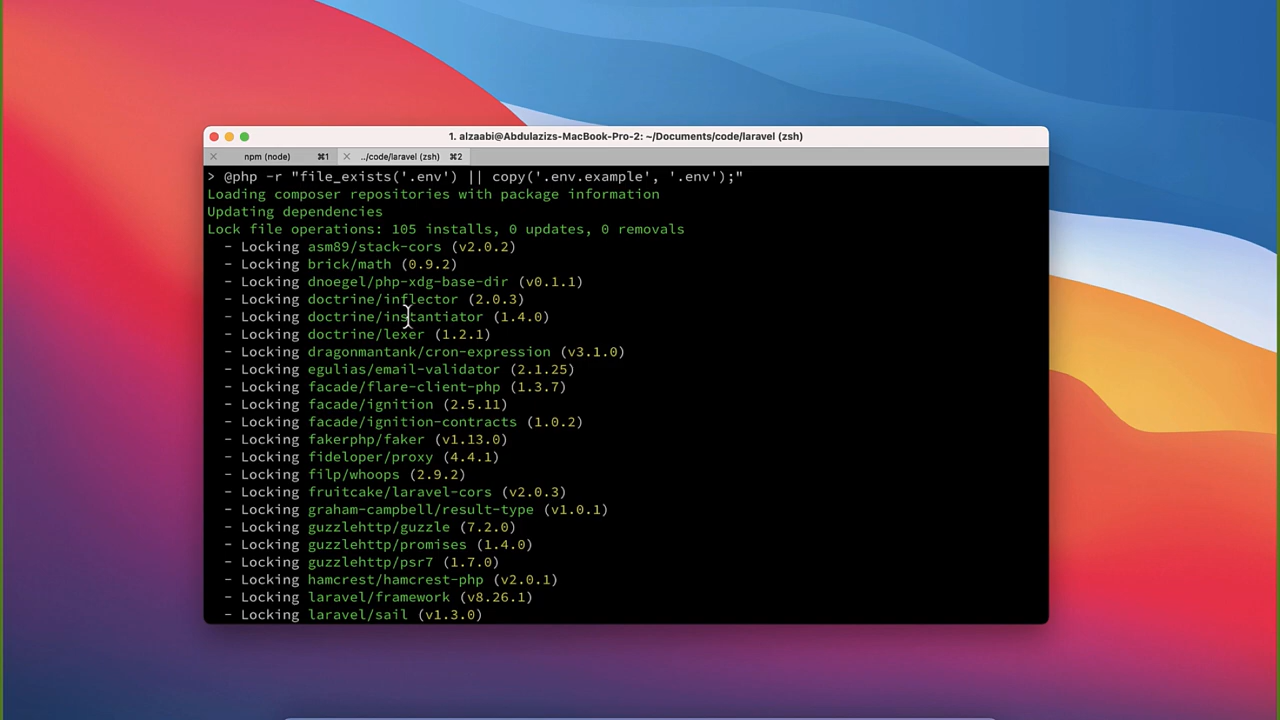 1. alzaabi@Abdulazizs-MacBook-Pro-2: ~/Documents/code/laravel (zsh)
npm (node) ⌘1 ../code/laravel (zsh) ⌘2
> @php -r "file_exists('.env') || copy('.env.example', '.env');"
Loading composer repositories with package information
Updating dependencies
Lock file operations: 105 installs, 0 updates, 0 removals
- Locking asm89/stack-cors (v2.0.2)
- Locking brick/math (0.9.2)
- Locking dnoegel/php-xdg-base-dir (v0.1.1)
- Locking doctrine/inflector (2.0.3)
- Locking doctrine/instantiator (1.4.0)
- Locking doctrine/lexer (1.2.1)
- Locking dragonmantank/cron-expression (v3.1.0)
- Locking egulias/email-validator (2.1.25)
- Locking facade/flare-client-php (1.3.7)
- Locking facade/ignition (2.5.11)
- Locking facade/ignition-contracts (1.0.2)
- Locking fakerphp/faker (v1.13.0)
- Locking fideloper/proxy (4.4.1)
- Locking filp/whoops (2.9.2)
- Locking fruitcake/laravel-cors (v2.0.3)
- Locking graham-campbell/result-type (v1.0.1)
- Locking guzzlehttp/guzzle (7.2.0)
- Locking guzzlehttp/promises (1.4.0)
- Locking guzzlehttp/psr7 (1.7.0)
- Locking hamcrest/hamcrest-php (v2.0.1)
- Locking laravel/framework (v8.26.1)
- Locking laravel/sail (v1.3.0)